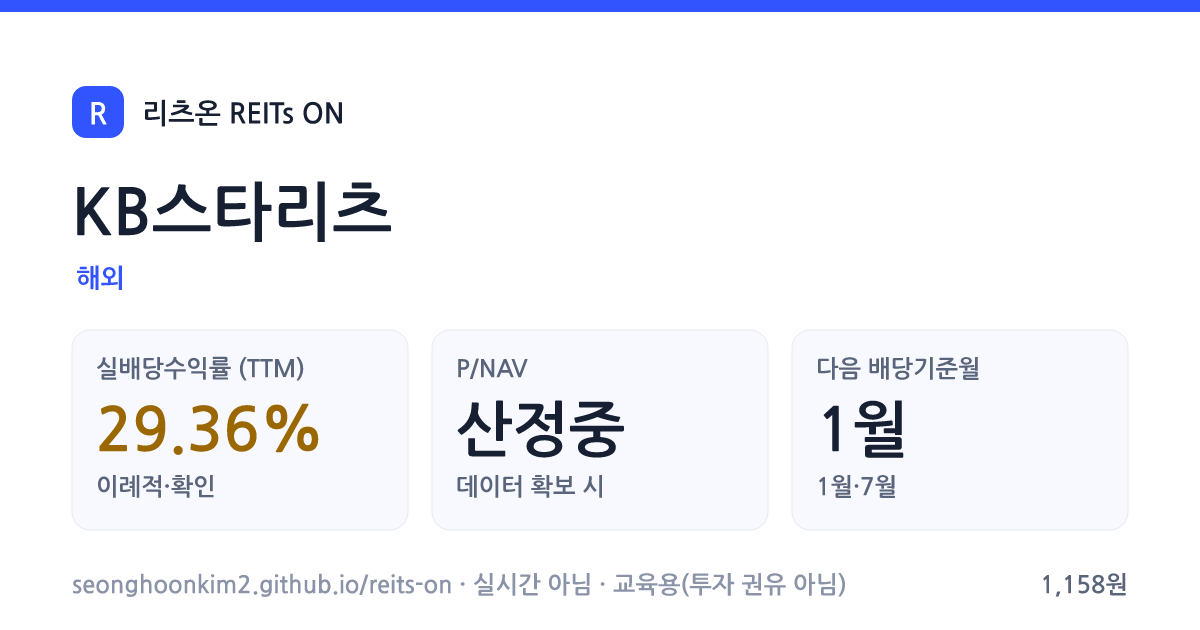 R 리츠온 REITs ON
KB스타리츠
해외
실배당수익률 (TTM)
29.36%
이례적·확인
P/NAV
산정중
데이터 확보 시
다음 배당기준월
1월
1월·7월
seonghoonkim2.github.io/reits-on · 실시간 아님 · 교육용(투자 권유 아님)
1,158원